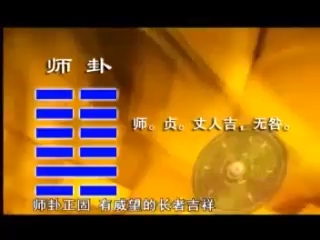 师 卦
师。贞。丈人吉，无咎。
师卦正固 有威望的长者吉祥